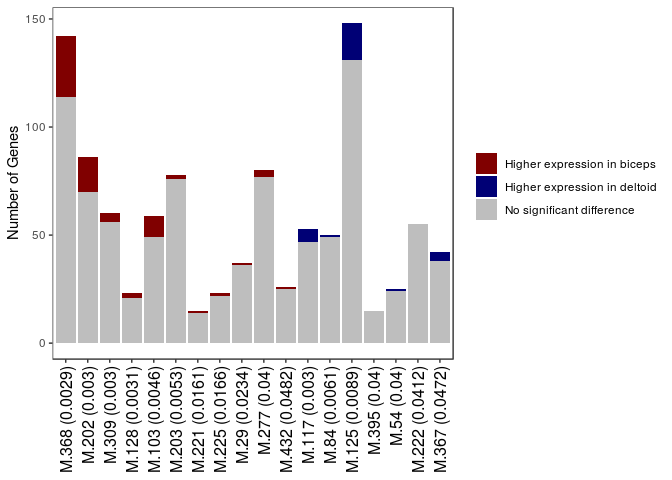 150
100
50
0
Number of Genes
M.368 (0.0029)
M.202 (0.003)
M.309 (0.003)
M.128 (0.0031)
M.103 (0.0046)
M.203 (0.0053)
M.221 (0.0161)
M.225 (0.0166)
M.29 (0.0234)
M.277 (0.04)
M.432 (0.0482)
M.117 (0.003)
M.84 (0.0061)
M.125 (0.0089)
M.395 (0.04)
M.54 (0.04)
M.222 (0.0412)
M.367 (0.0472)
Higher expression in biceps
Higher expression in deltoid
No significant difference